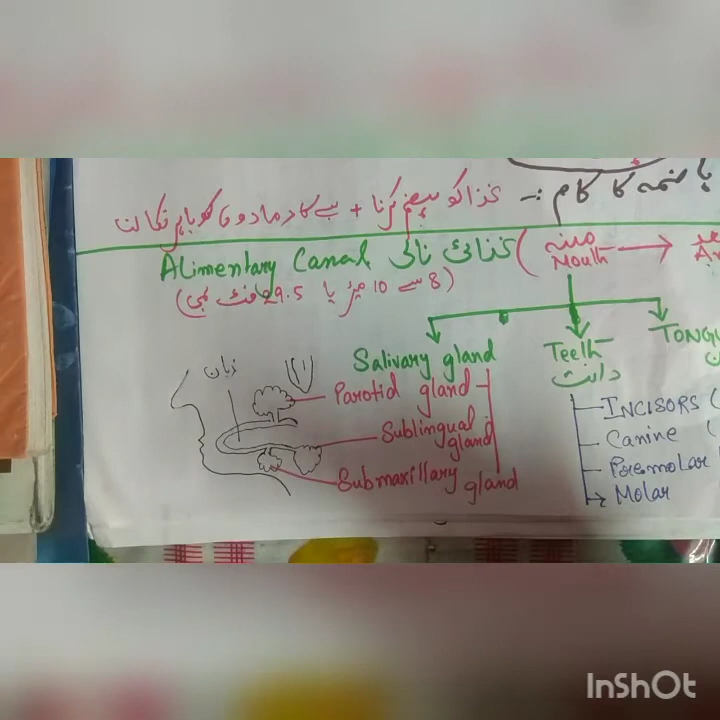 ہاضمہ کا کام :- غذا کو ہضم کرنا + بے کار مادوں کو باہر نکالنا
Alimentary Canal غذائی نالی ( منہ Mouth →
(8 سے 10 میٹر یا 29.5 فٹ لمبی)
Salivary gland
Teeth
دانت
زبان
Parotid gland
Sublingual gland
Submaxillary gland
INCISORS
Canine
Premolar
Molar
InShOt